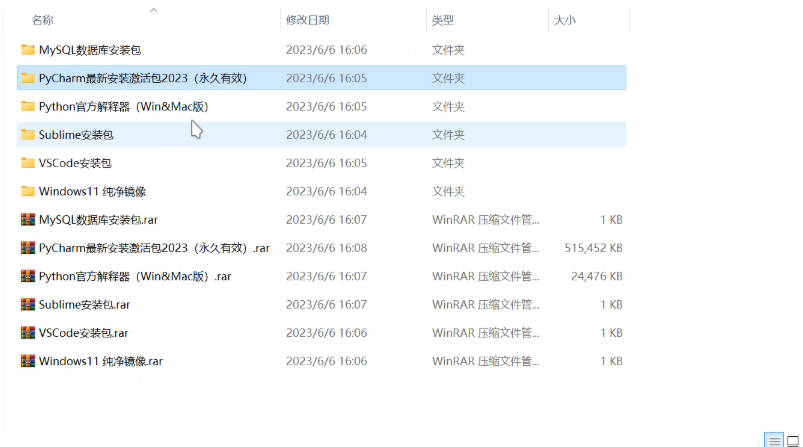 名称 修改日期 类型 大小
MySQL数据库安装包 2023/6/6 16:06 文件夹
PyCharm最新安装激活包2023（永久有效） 2023/6/6 16:05 文件夹
Python官方解释器（Win&Mac版） 2023/6/6 16:05 文件夹
Sublime安装包 2023/6/6 16:04 文件夹
VSCode安装包 2023/6/6 16:05 文件夹
Windows11 纯净镜像 2023/6/6 16:04 文件夹
MySQL数据库安装包.rar 2023/6/6 16:07 WinRAR 压缩文件管... 1 KB
PyCharm最新安装激活包2023（永久有效）.rar 2023/6/6 16:08 WinRAR 压缩文件管... 515,452 KB
Python官方解释器（Win&Mac版）.rar 2023/6/6 16:07 WinRAR 压缩文件管... 24,476 KB
Sublime安装包.rar 2023/6/6 16:07 WinRAR 压缩文件管... 1 KB
VSCode安装包.rar 2023/6/6 16:06 WinRAR 压缩文件管... 1 KB
Windows11 纯净镜像.rar 2023/6/6 16:06 WinRAR 压缩文件管... 1 KB